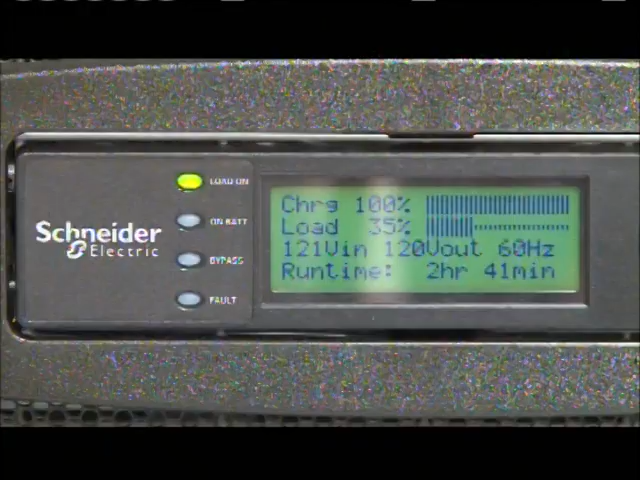 LOAD ON
ON BATT
BYPASS
FAULT
Schneider
Electric
Chrg 100%
Load 35%
121Vin 120Vout 60Hz
Runtime: 2hr 41min